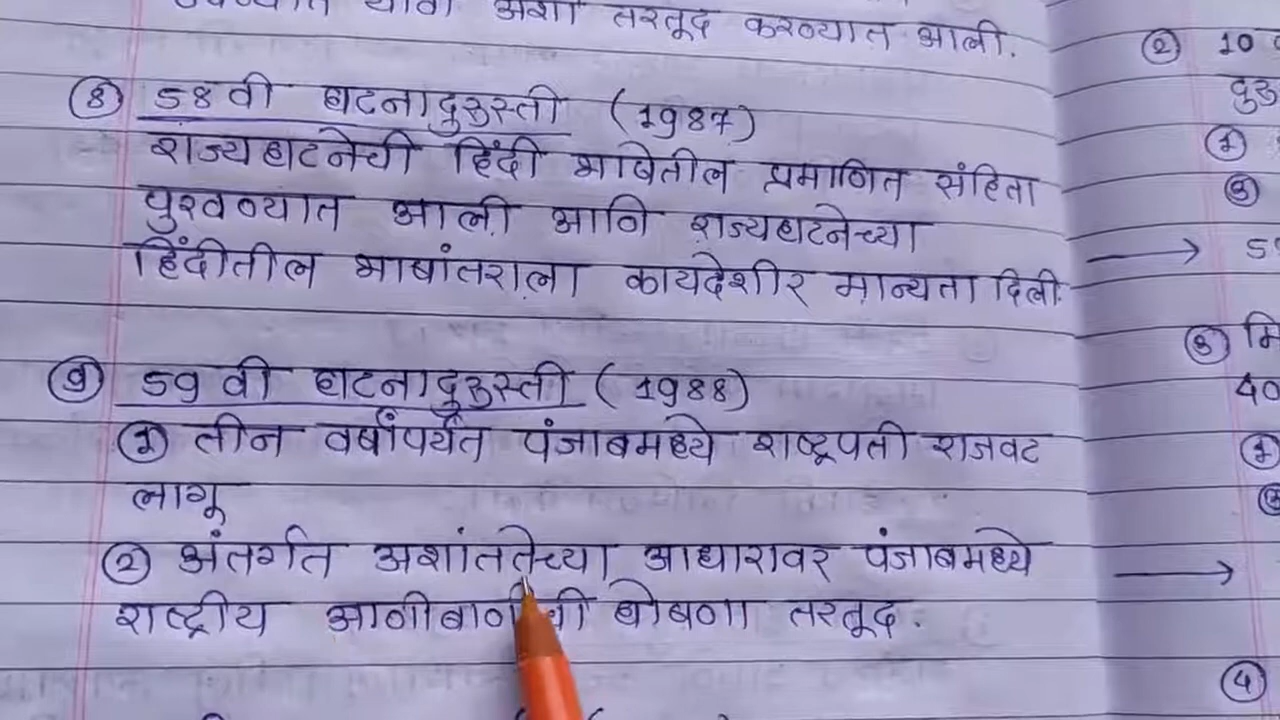 यावी अशी तरतूद करण्यात आली.
⑧ 58 वी घटनादुरुस्ती (1987)
राज्यघटनेची हिंदी भाषेतील प्रमाणित संहिता
पुरवण्यात आली आणि राज्यघटनेच्या
हिंदीतील भाषांतराला कायदेशीर मान्यता दिली.
⑨ 59 वी घटनादुरुस्ती (1988)
① तीन वर्षांपर्यंत पंजाबमध्ये राष्ट्रपती राजवट
लागू
② अंतर्गत अशांततेच्या आधारावर पंजाबमध्ये
राष्ट्रीय आणीबाणीची घोषणा तरतूद.
② 10
दुरु
①
③
→ 5
③ मि
40
①
→
④